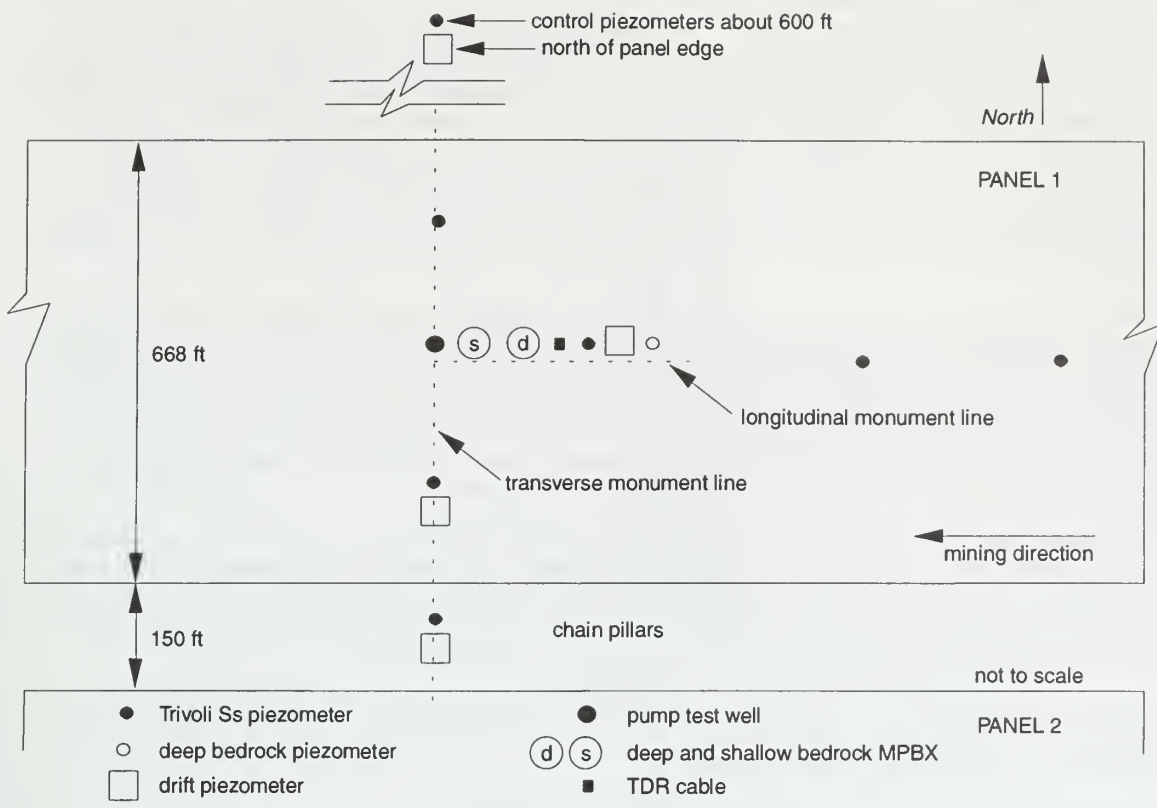 control piezometers about 600 ft
north of panel edge
North
PANEL 1
s
d
668 ft
longitudinal monument line
transverse monument line
mining direction
150 ft
chain pillars
not to scale
Trivoli Ss piezometer
pump test well
PANEL 2
deep bedrock piezometer
d s deep and shallow bedrock MPBX
drift piezometer
TDR cable